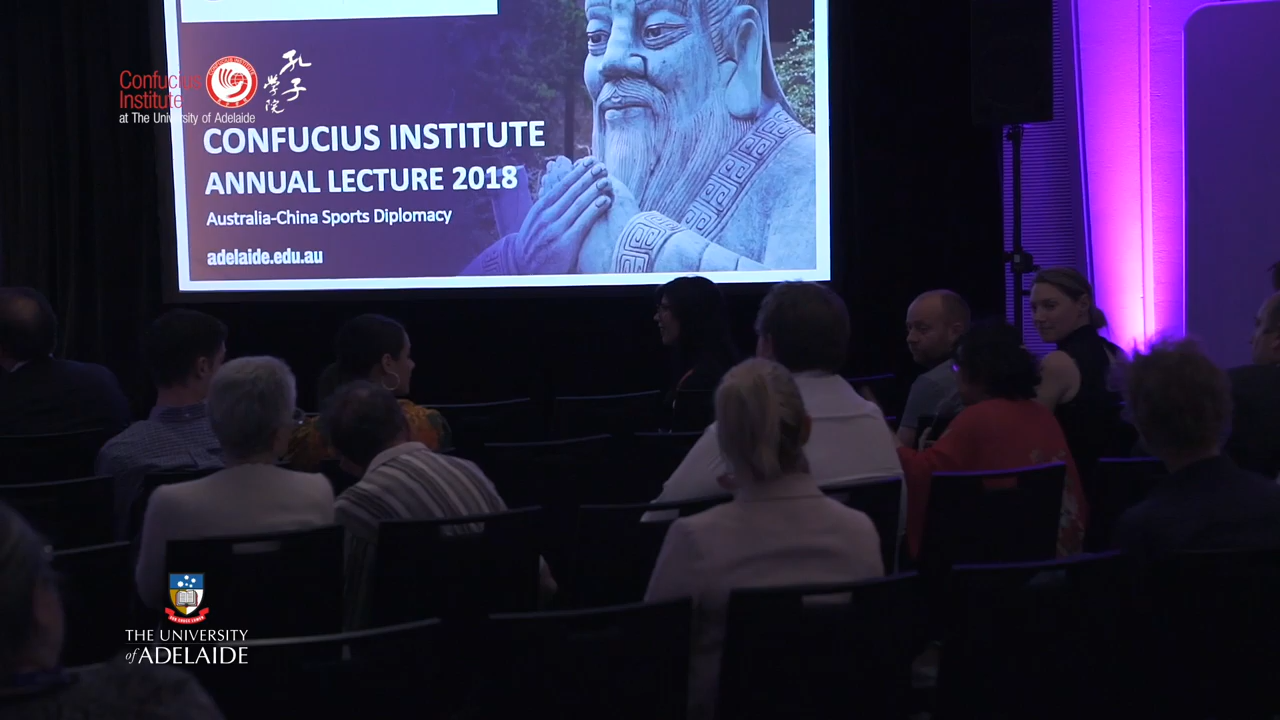 Confucius
Institute
at The University of Adelaide
孔子
學院
CONFUCIUS INSTITUTE
ANNUAL LECTURE 2018
Australia-China Sports Diplomacy
adelaide.edu.au
THE UNIVERSITY
of ADELAIDE